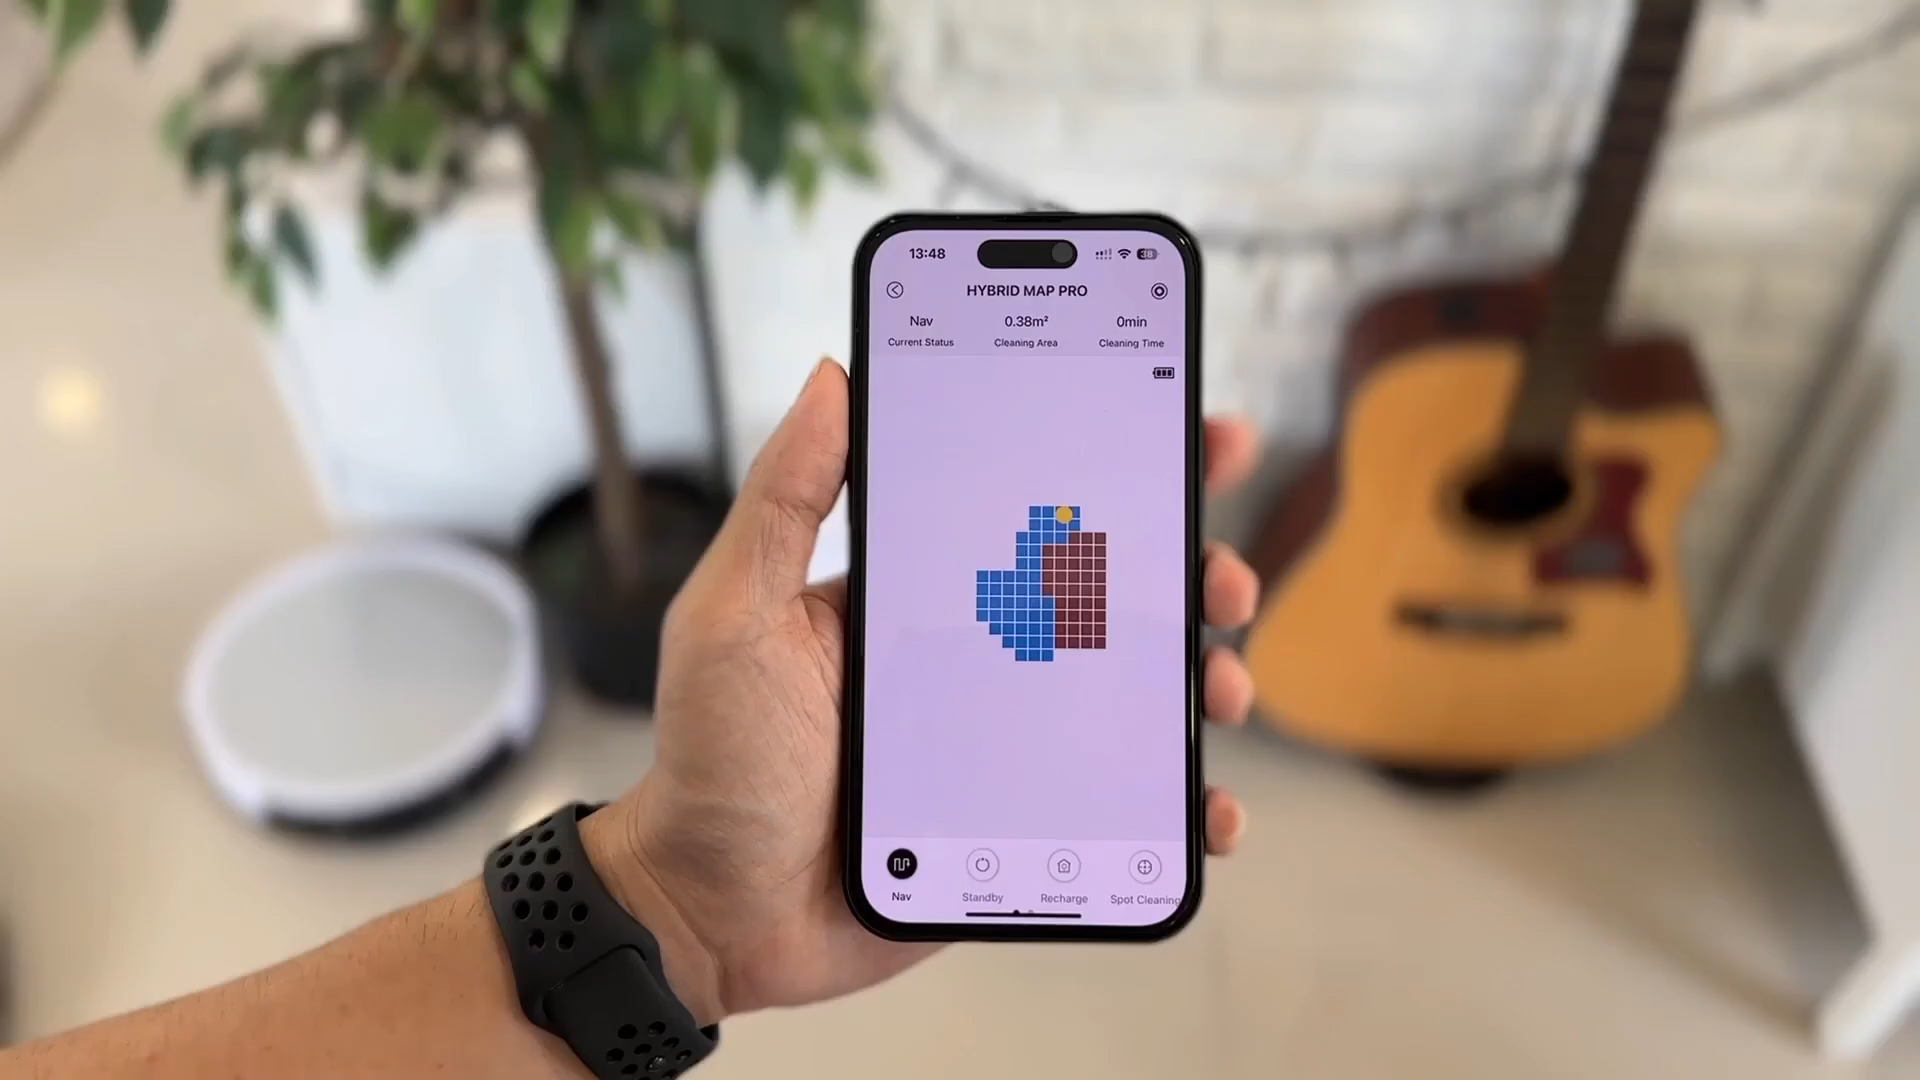 13:48
38
HYBRID MAP PRO
Nav 0.38m² 0min
Current Status Cleaning Area Cleaning Time
Nav Standby Recharge Spot Cleaning